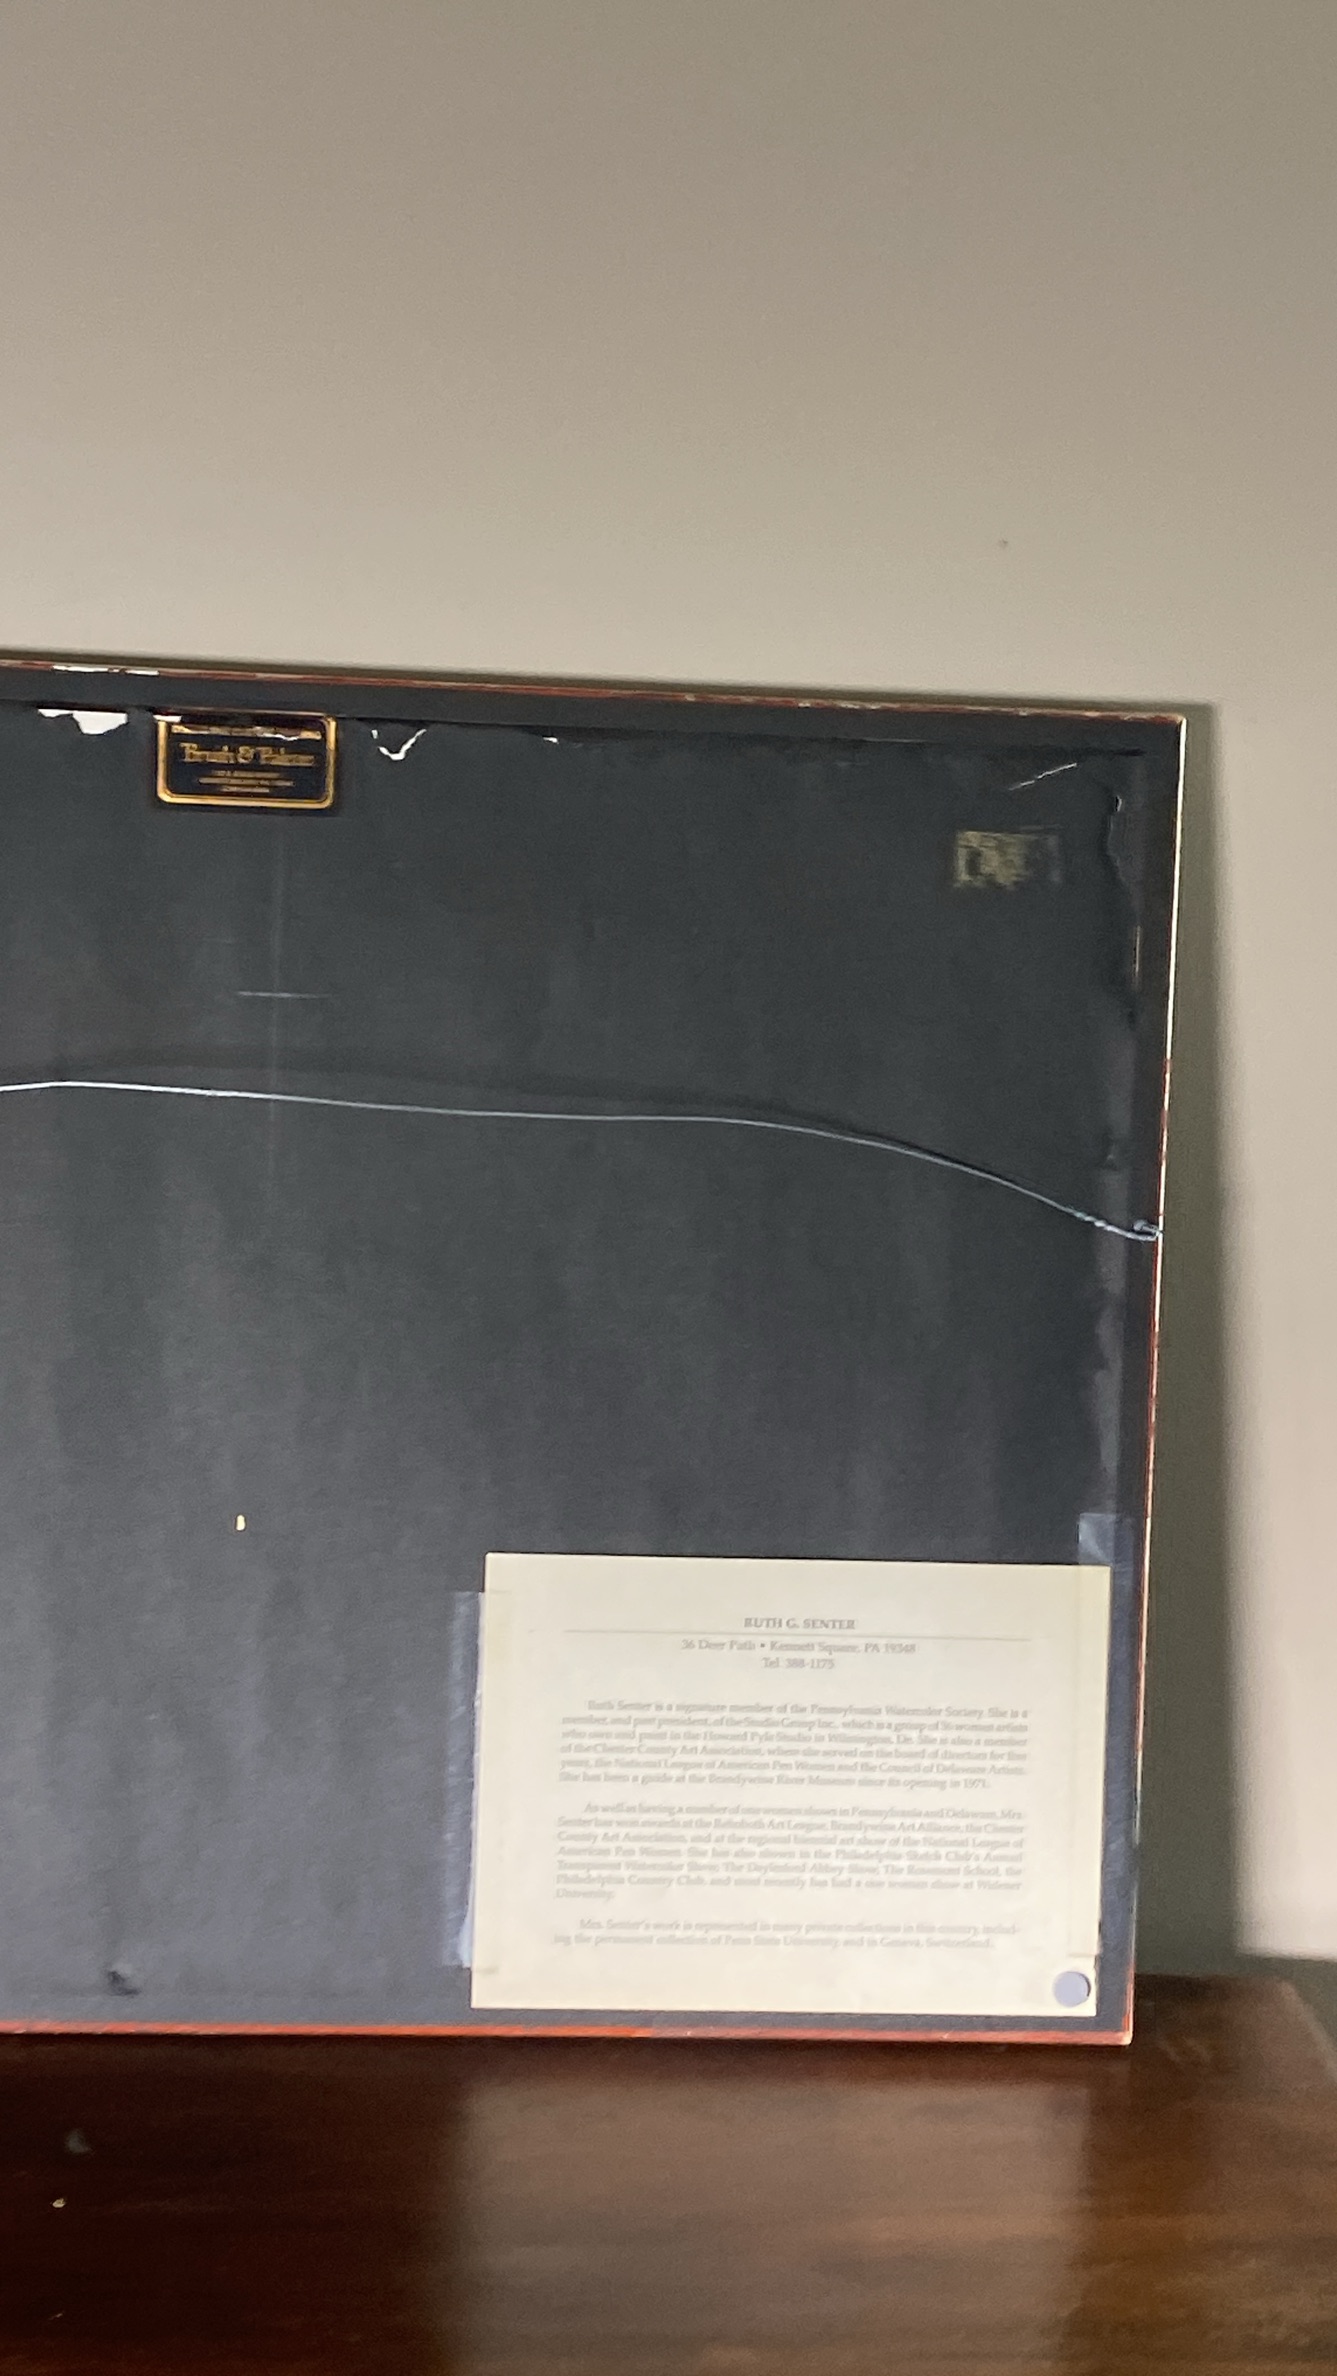 Brush & Palette
RUTH G. SENTER
36 Deer Path • Kennett Square, PA 19348
Tel. 388-1175
Ruth Senter is a signature member of the Pennsylvania Watercolor Society. She is a
member, and past president, of the Studio Group Inc., which is a group of women artists
who own and paint in the Howard Pyle Studio in Wilmington, De. She is also a member
of the Chester County Art Association, where she served on the board of directors for
years, the National League of American Pen Women and the Council of Delaware Artists.
She has been a guide at the Brandywine River Museum since its opening in 1971.
As well as having a number of one women shows in Pennsylvania and Delaware, Mrs.
Senter has won awards at the Rehoboth Art League, Brandywine Art Alliance, the Chester
County Art Association, and at the regional biennial art show of the National League of
American Pen Women. She has also shown in the Philadelphia Sketch Club's Annual
Transparent Watercolor Show, The Daylesford Abbey Show, The Rosemont School, the
Philadelphia Country Club, and most recently has had a one woman show at Widener
University.
Mrs. Senter's work is represented in many private collections in this country, includ-
ing the permanent collection of Penn State University and in Geneva, Switzerland.